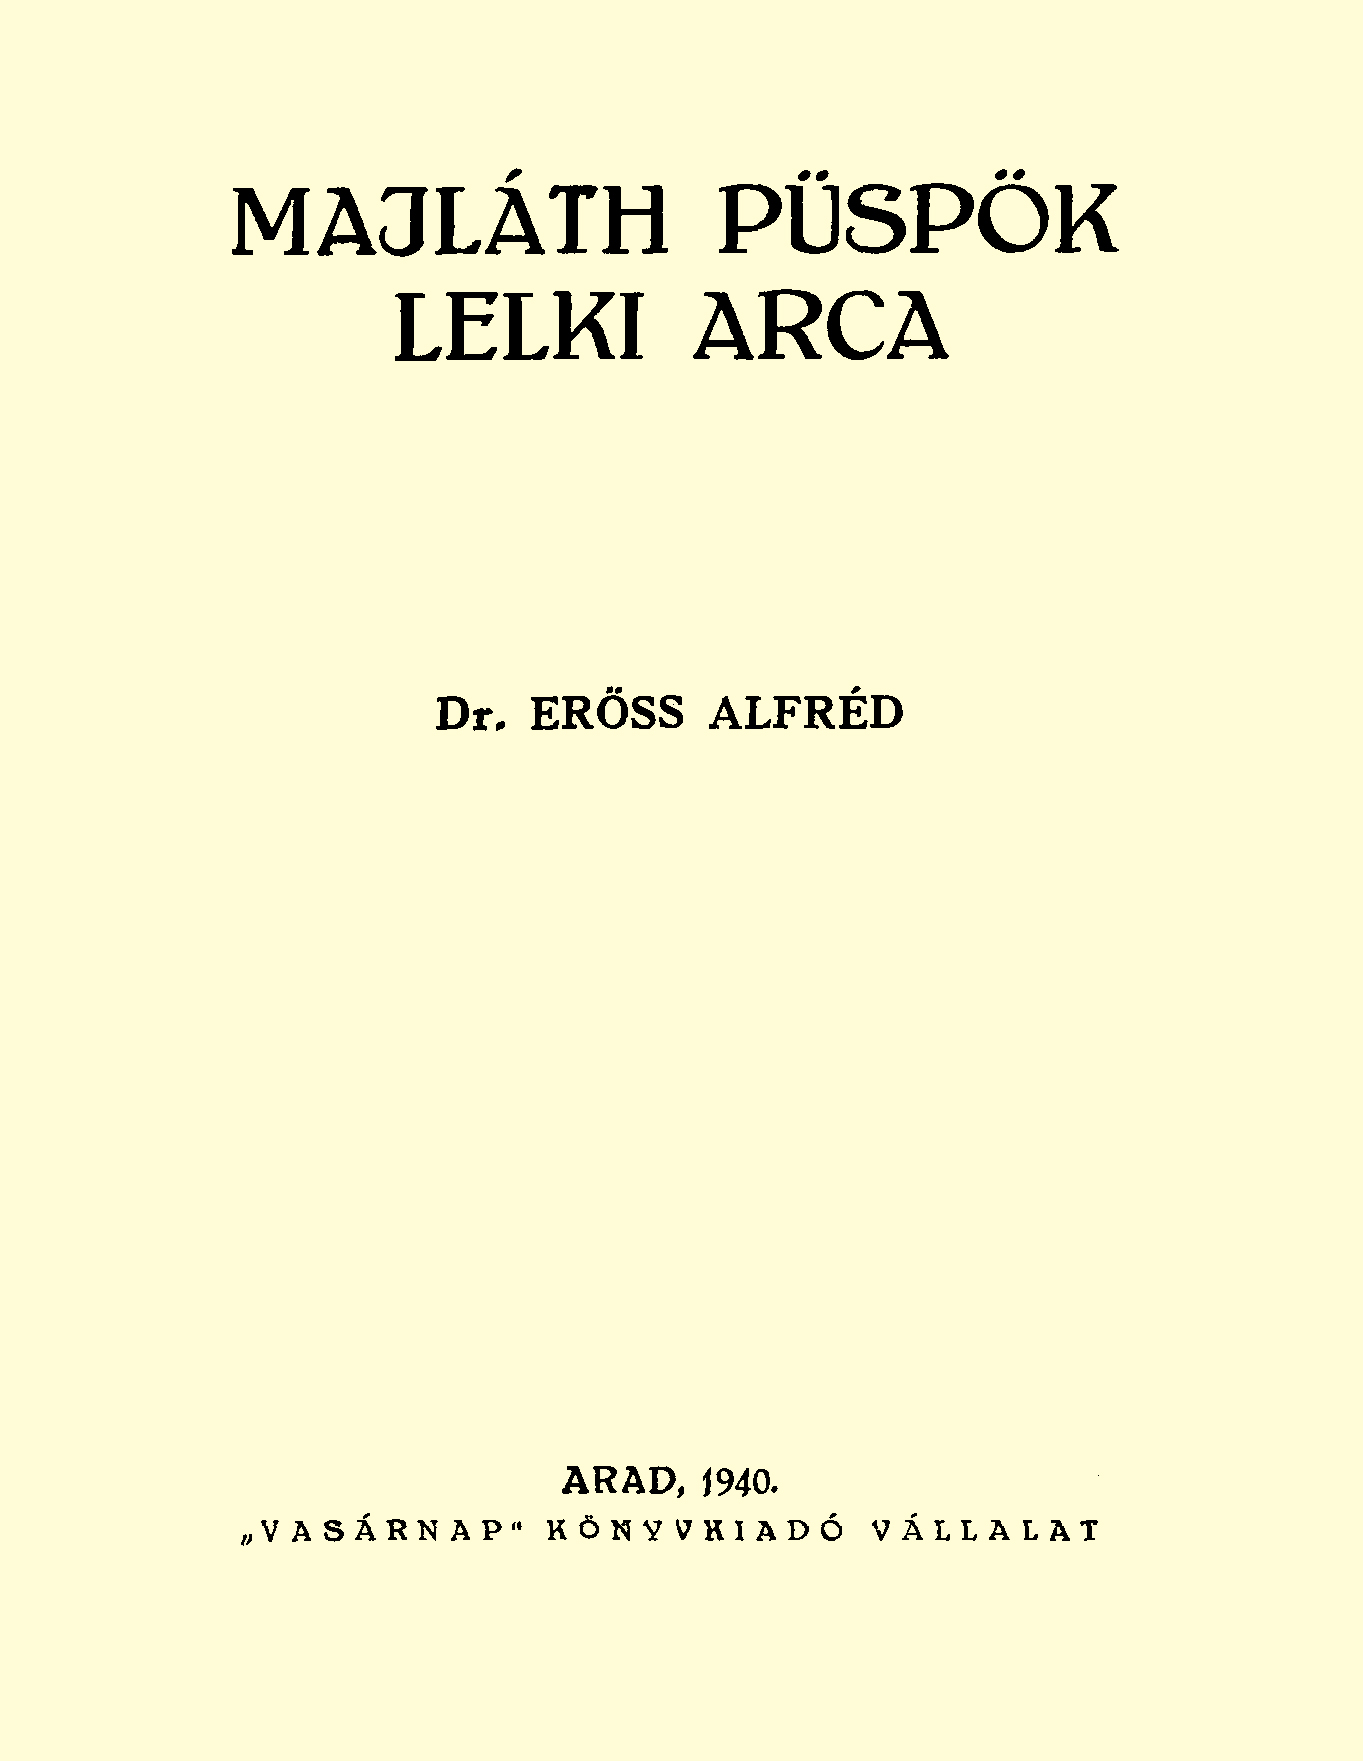 MAJLÁTH PÜSPÖK
LELKI ARCA
Dr. ERŐSS ALFRÉD
ARAD, 1940.
„VASÁRNAP“ KÖNYVKIADÓ VÁLLALAT